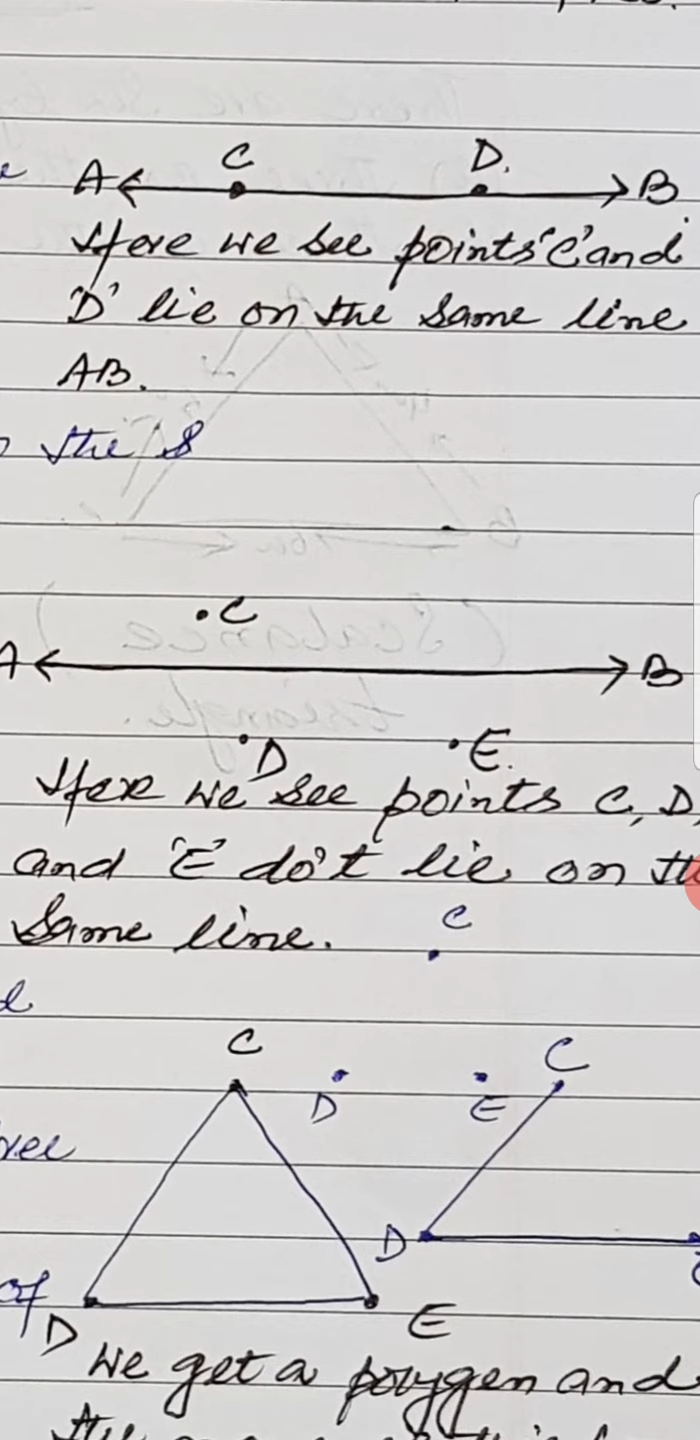 C D.
A B
Here we see points 'C' and
'D' lie on the same line
AB.
the s
.C
A B
.D .E.
Here we see points C, D,
and 'E' do't lie on the
Same line.
C
C C
D E
D
D E
We get a polygen and